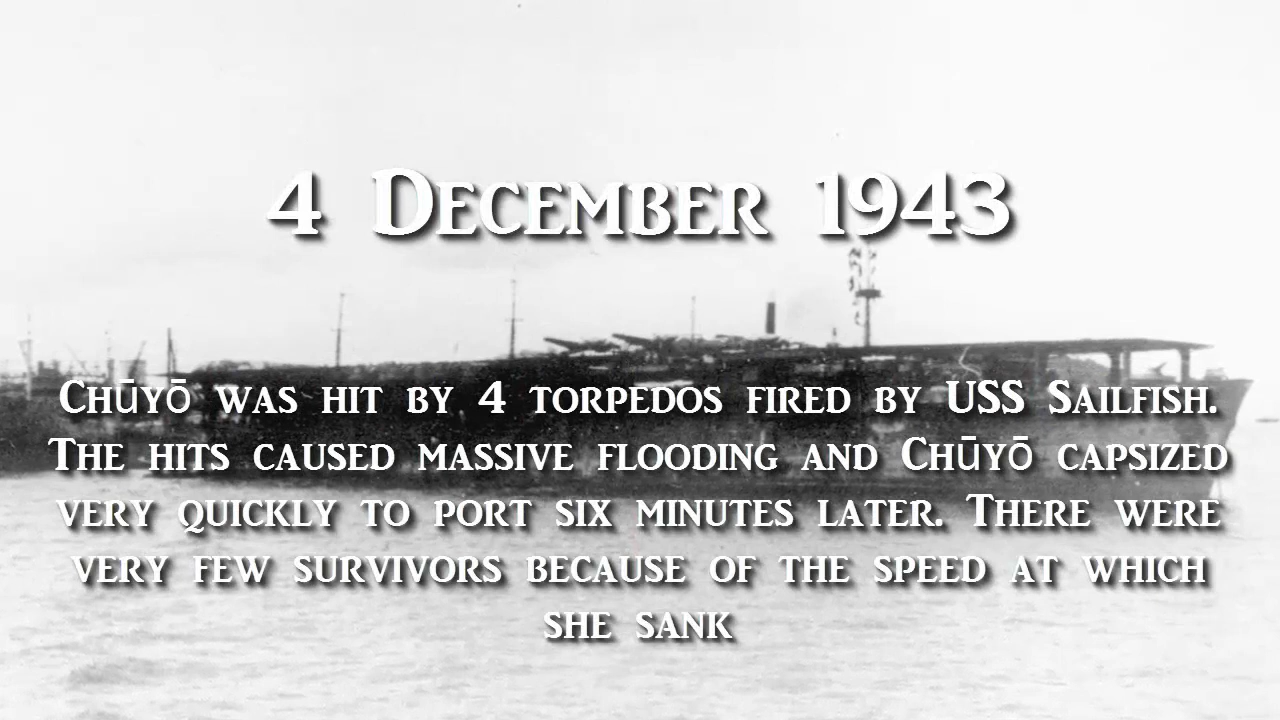 4 December 1943
Chūyō was hit by 4 torpedos fired by USS Sailfish.
The hits caused massive flooding and Chūyō capsized
very quickly to port six minutes later. There were
very few survivors because of the speed at which
she sank